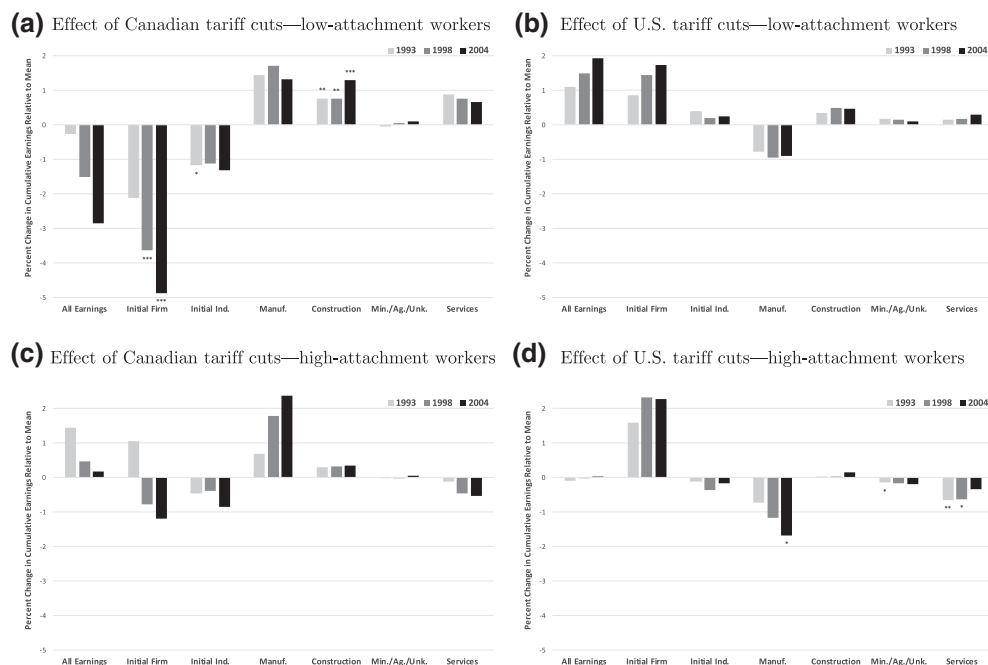 (a) Effect of Canadian tariff cuts—low-attachment workers
1993 1998 2004
Percent Change in Cumulative Earnings Relative to Mean
2
1
0
-1
-2
-3
-4
-5
** ** ***
*
***
***
All Earnings Initial Firm Initial Ind. Manuf. Construction Min./Ag./Unk. Services
(b) Effect of U.S. tariff cuts—low-attachment workers
1993 1998 2004
Percent Change in Cumulative Earnings Relative to Mean
2
1
0
-1
-2
-3
-4
-5
All Earnings Initial Firm Initial Ind. Manuf. Construction Min./Ag./Unk. Services
(c) Effect of Canadian tariff cuts—high-attachment workers
1993 1998 2004
Percent Change in Cumulative Earnings Relative to Mean
2
1
0
-1
-2
-3
-4
-5
All Earnings Initial Firm Initial Ind. Manuf. Construction Min./Ag./Unk. Services
(d) Effect of U.S. tariff cuts—high-attachment workers
1993 1998 2004
Percent Change in Cumulative Earnings Relative to Mean
2
1
0
-1
-2
-3
-4
-5
*
** *
*
All Earnings Initial Firm Initial Ind. Manuf. Construction Min./Ag./Unk. Services